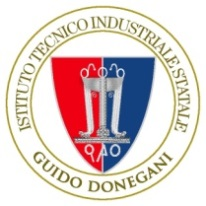 ISTITUTO TECNICO INDUSTRIALE STATALE
GUIDO DONEGANI